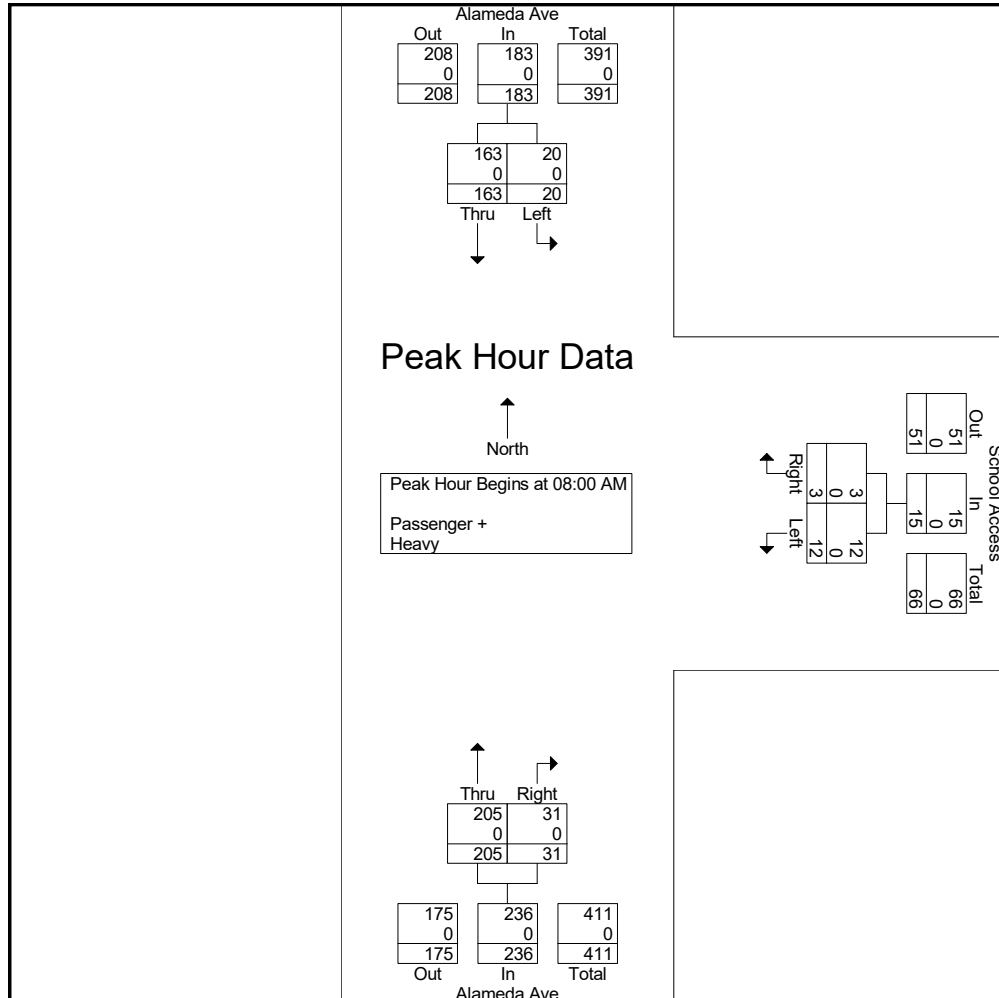 Alameda Ave
Out In Total
208 183 391
0 0 0
208 183 391
163 20
0 0
163 20
Thru Left
Peak Hour Data
North
Peak Hour Begins at 08:00 AM
Passenger +
Heavy
School Access
Out In Total
51 15 66
0 0 0
51 15 66
3 12
0 0
3 12
Right Left
Thru Right
205 31
0 0
205 31
175 236 411
0 0 0
175 236 411
Out In Total
Alameda Ave